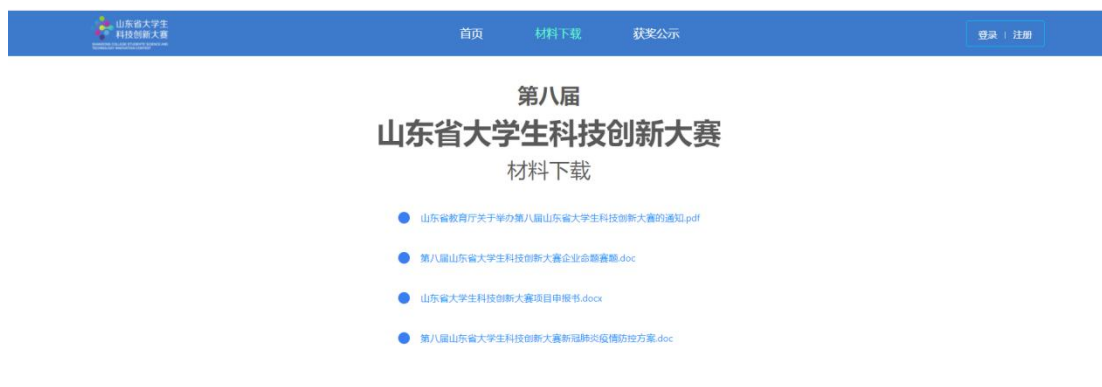 山东省大学生
科技创新大赛
首页
材料下载
获奖公示
登录 | 注册
第八届
山东省大学生科技创新大赛
材料下载
山东省教育厅关于举办第八届山东省大学生科技创新大赛的通知.pdf
第八届山东省大学生科技创新大赛企业命题赛题.doc
山东省大学生科技创新大赛项目申报书.docx
第八届山东省大学生科技创新大赛新冠肺炎疫情防控方案.doc